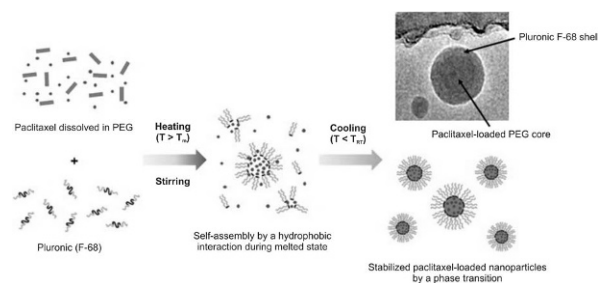 Paclitaxel dissolved in PEG
+
Pluronic (F-68)
Heating
(T > Tm)
Stirring
Self-assembly by a hydrophobic
interaction during melted state
Cooling
(T < TRT)
Pluronic F-68 shell
Paclitaxel-loaded PEG core
Stabilized paclitaxel-loaded nanoparticles
by a phase transition